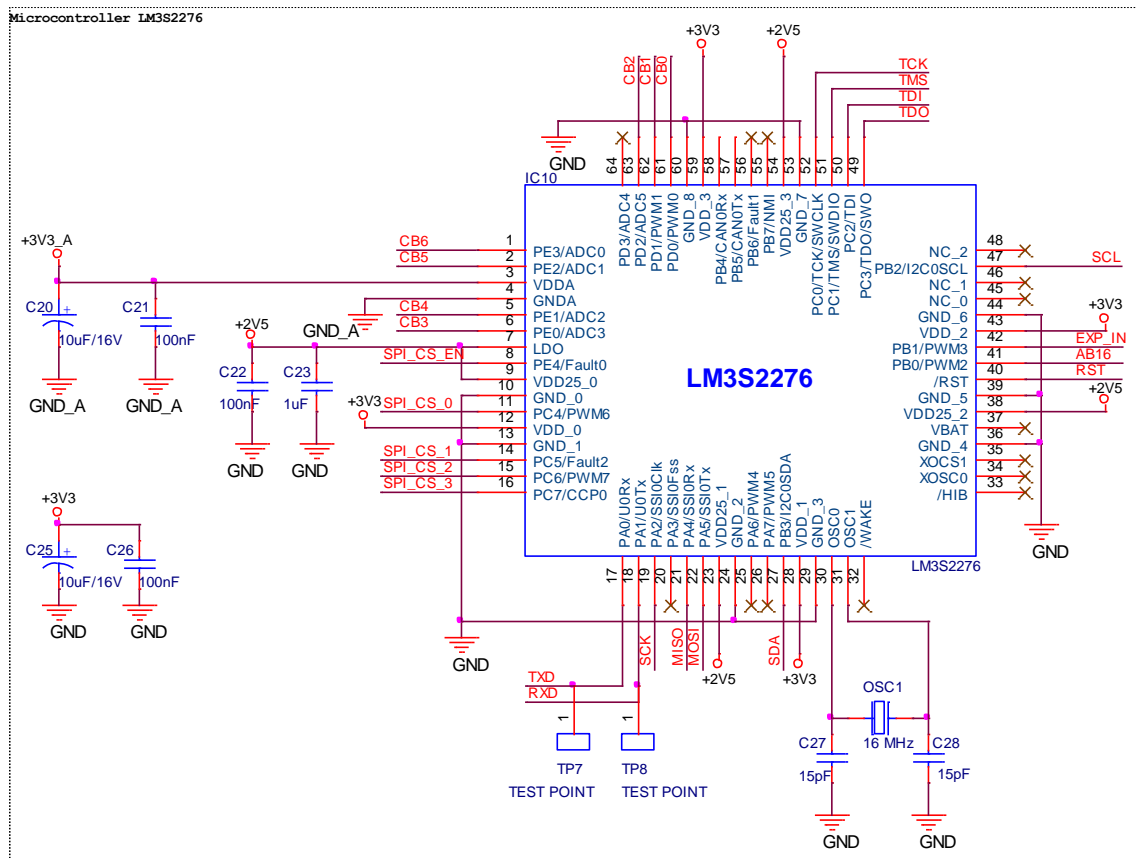 Microcontroller LM3S2276
+3V3
+2V5
CB2
CB1
CB0
TCK
TMS
TDI
TDO
GND
64
63
62
61
60
59
58
57
56
55
54
53
52
51
50
49
IC10
PD3/ADC4
PD2/ADC5
PD1/PWM1
PD0/PWM0
GND_8
VDD_3
PB4/CAN0Rx
PB5/CAN0Tx
PB6/Fault1
PB7/NMI
VDD25_3
GND_7
PC0/TCK/SWCLK
PC1/TMS/SWDIO
PC2/TDI
PC3/TDO/SWO
CB6 1 PE3/ADC0
CB5 2 PE2/ADC1
3 VDDA
4 GNDA
CB4 5 PE1/ADC2
CB3 6 PE0/ADC3
7 LDO
SPI_CS_EN 8 PE4/Fault0
9 VDD25_0
10 GND_0
SPI_CS_0 11 PC4/PWM6
+3V3 12 VDD_0
13 GND_1
SPI_CS_1 14 PC5/Fault2
SPI_CS_2 15 PC6/PWM7
SPI_CS_3 16 PC7/CCP0
+3V3_A
C20
10uF/16V
GND_A
C21
100nF
GND_A
GND_A
+2V5
C22
100nF
GND
C23
1uF
GND
LM3S2276
NC_2 48
PB2/I2C0SCL 47 SCL
NC_1 46
NC_0 45
GND_6 44
VDD_2 43 +3V3
PB1/PWM3 42 EXP_IN
PB0/PWM2 41 AB16
/RST 40 RST
GND_5 39
VDD25_2 38 +2V5
VBAT 37
GND_4 36
XOCS1 35
XOSC0 34
/HIB 33
GND
+3V3
C25
10uF/16V
GND
C26
100nF
GND
PA0/U0Rx
PA1/U0Tx
PA2/SSI0Clk
PA3/SSI0Fss
PA4/SSI0Rx
PA5/SSI0Tx
VDD25_1
GND_2
PA6/PWM4
PA7/PWM5
PB3/I2C0SDA
VDD_1
GND_3
OSC0
OSC1
/WAKE
LM3S2276
17
18
19
20
21
22
23
24
25
26
27
28
29
30
31
32
GND
SCK
MISO
MOSI
+2V5
SDA
+3V3
TXD
RXD
1
TP7
TEST POINT
1
TP8
TEST POINT
OSC1
16 MHz
C27
15pF
GND
C28
15pF
GND